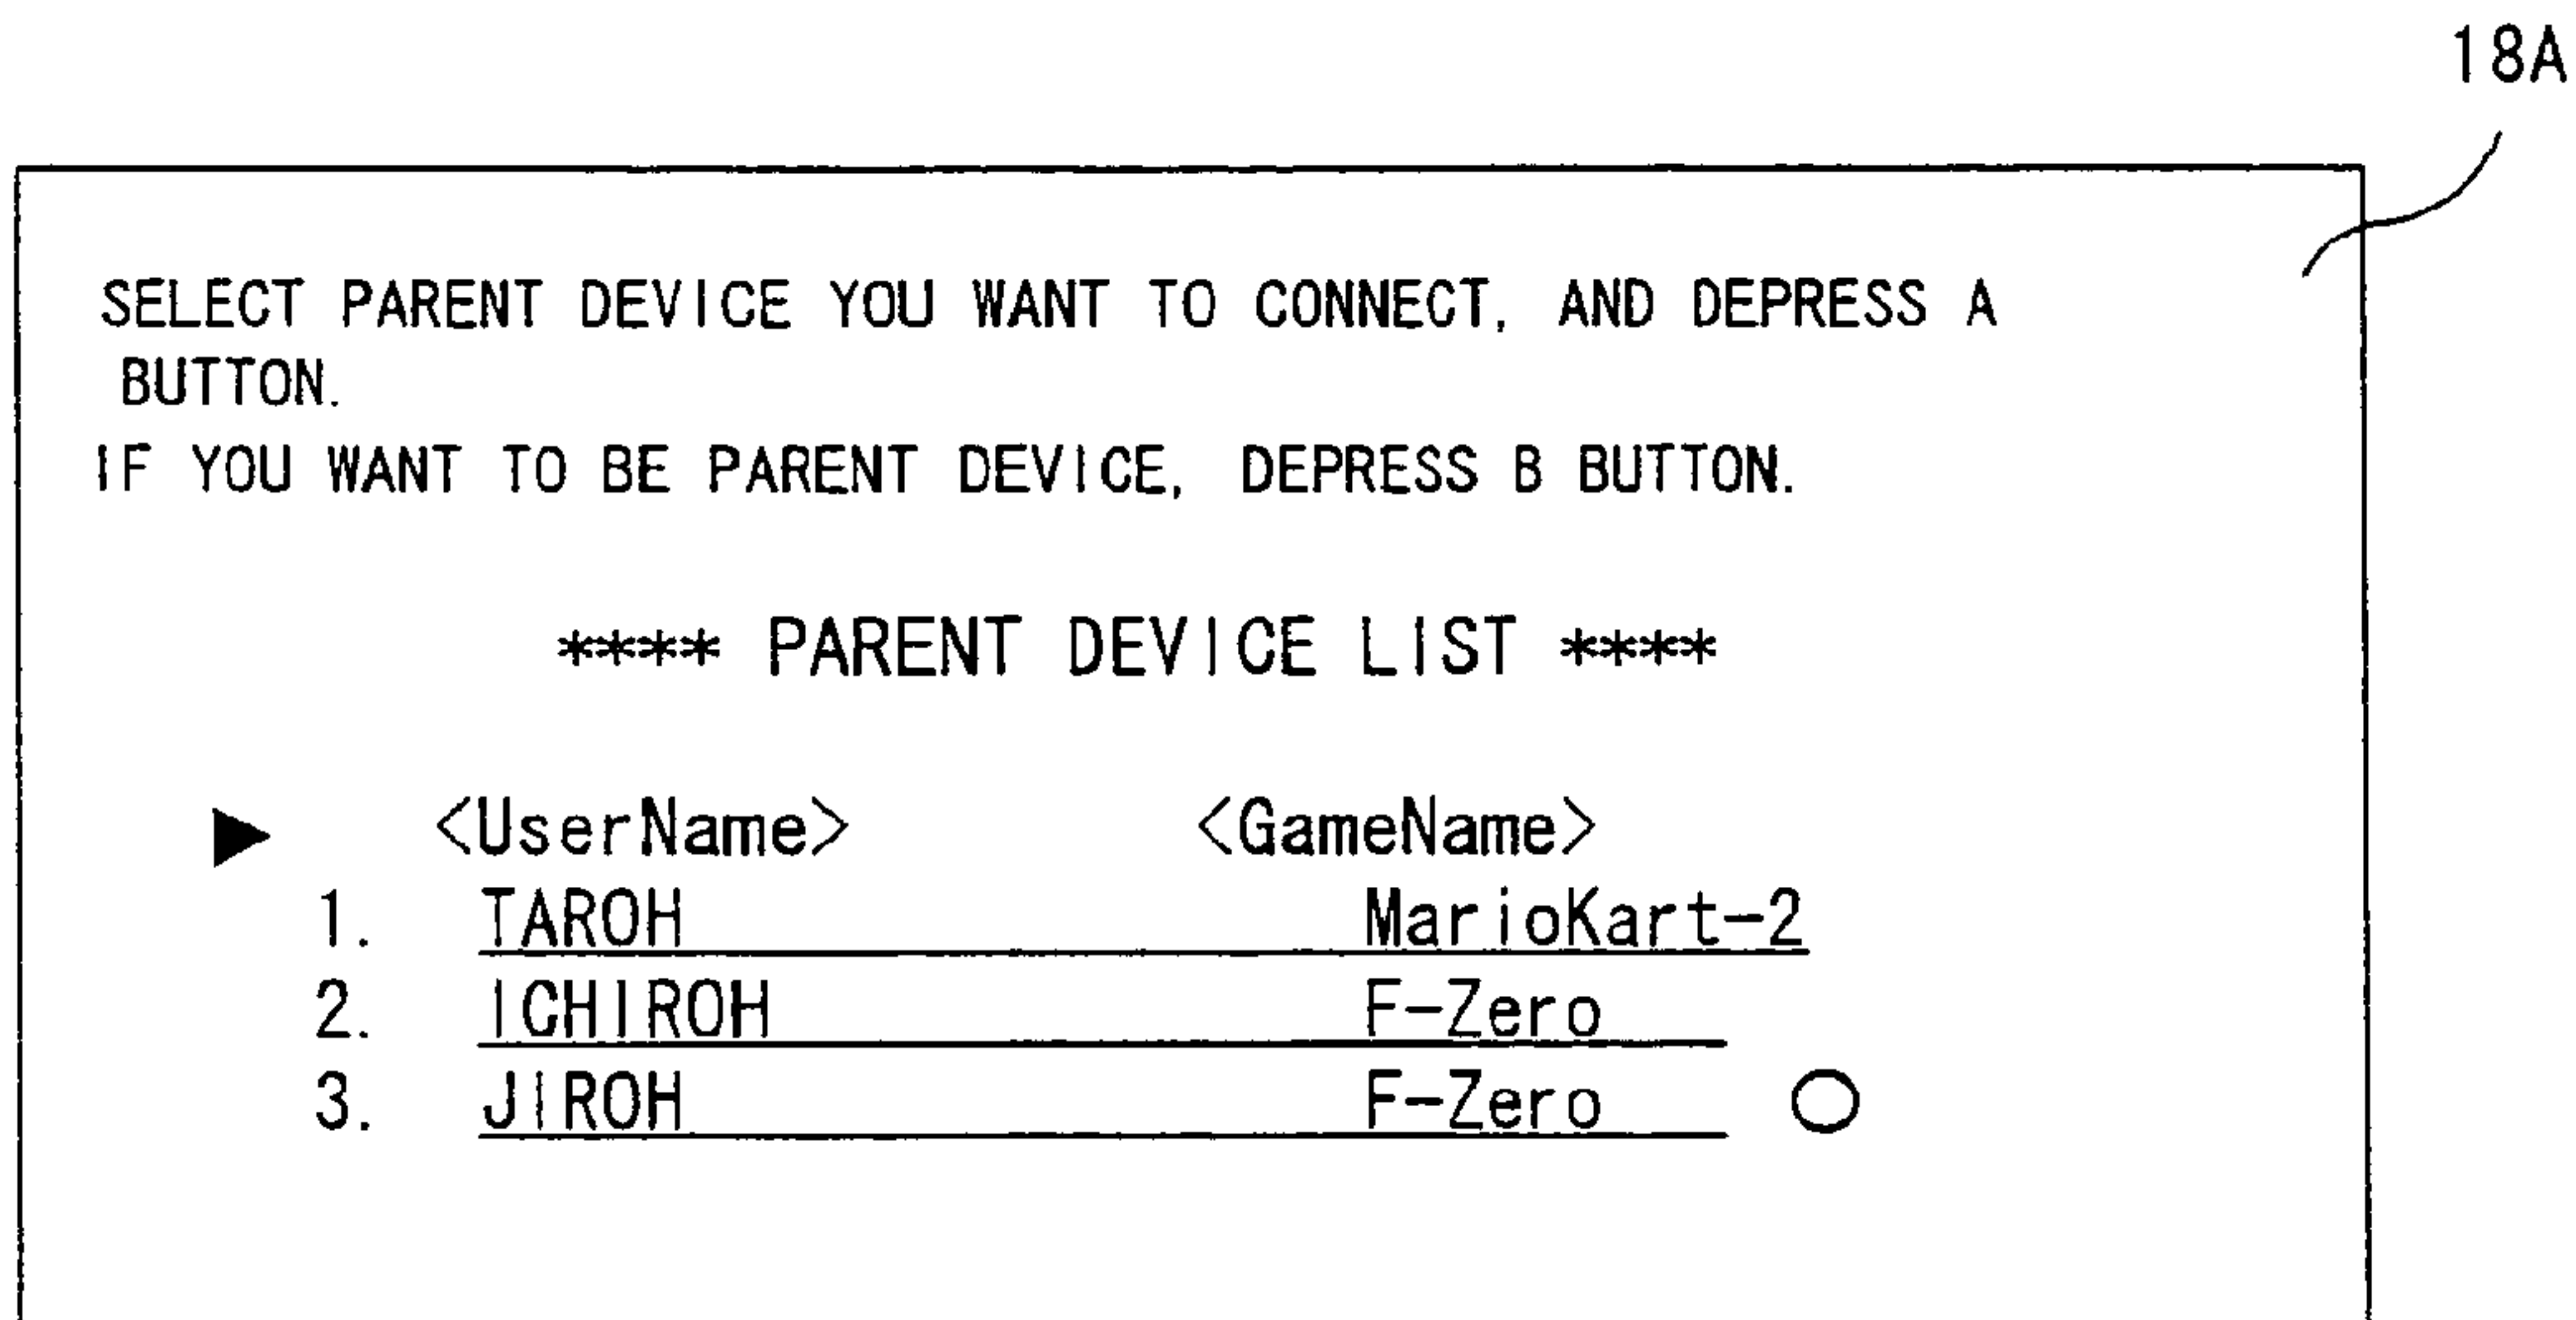 18A
SELECT PARENT DEVICE YOU WANT TO CONNECT, AND DEPRESS A
BUTTON.
IF YOU WANT TO BE PARENT DEVICE, DEPRESS B BUTTON.
**** PARENT DEVICE LIST ****
▶ <UserName> <GameName>
1. TAROH MarioKart-2
2. ICHIROH F-Zero
3. JIROH F-Zero ○